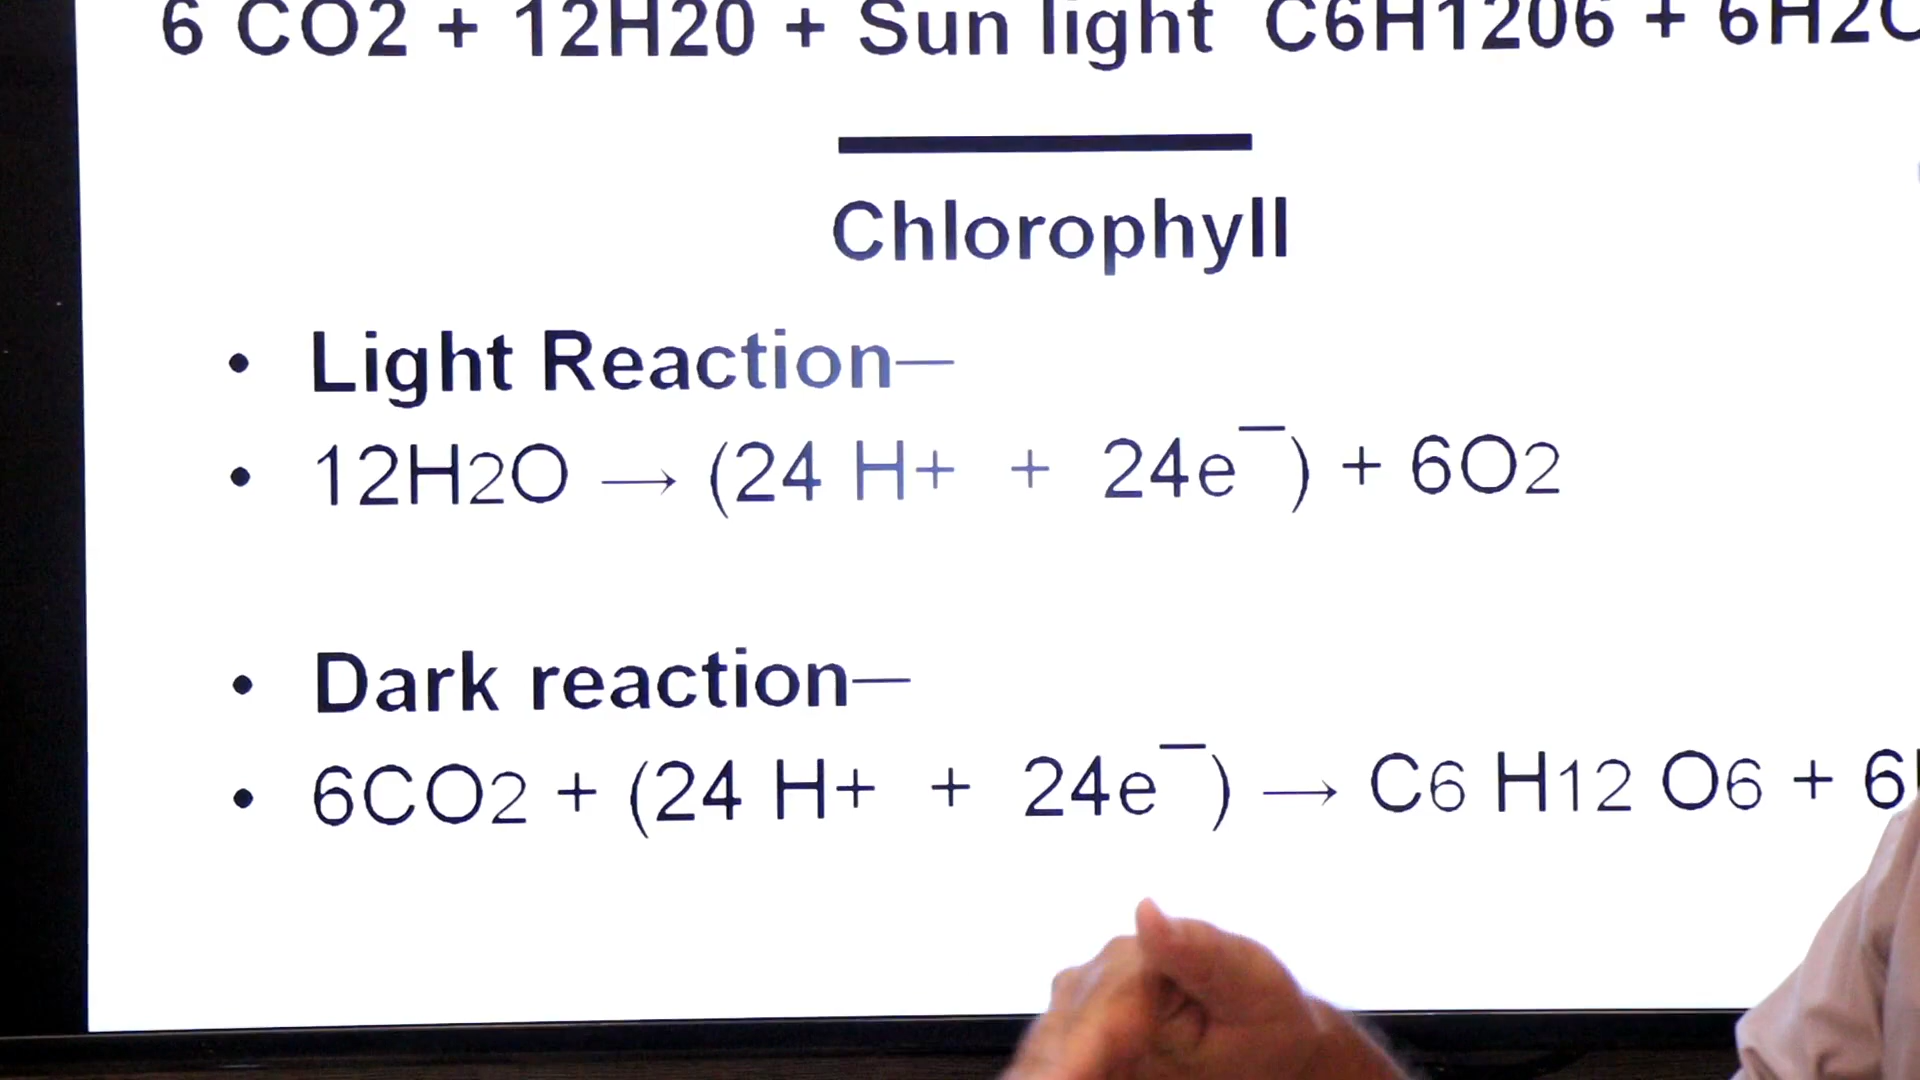 6 CO2 + 12H20 + Sun light C6H1206 + 6H2
Chlorophyll
• Light Reaction—
• 12H2O → (24 H+ + 24e¯) + 6O2
• Dark reaction—
• 6CO2 + (24 H+ + 24e¯) → C6 H12 O6 + 6